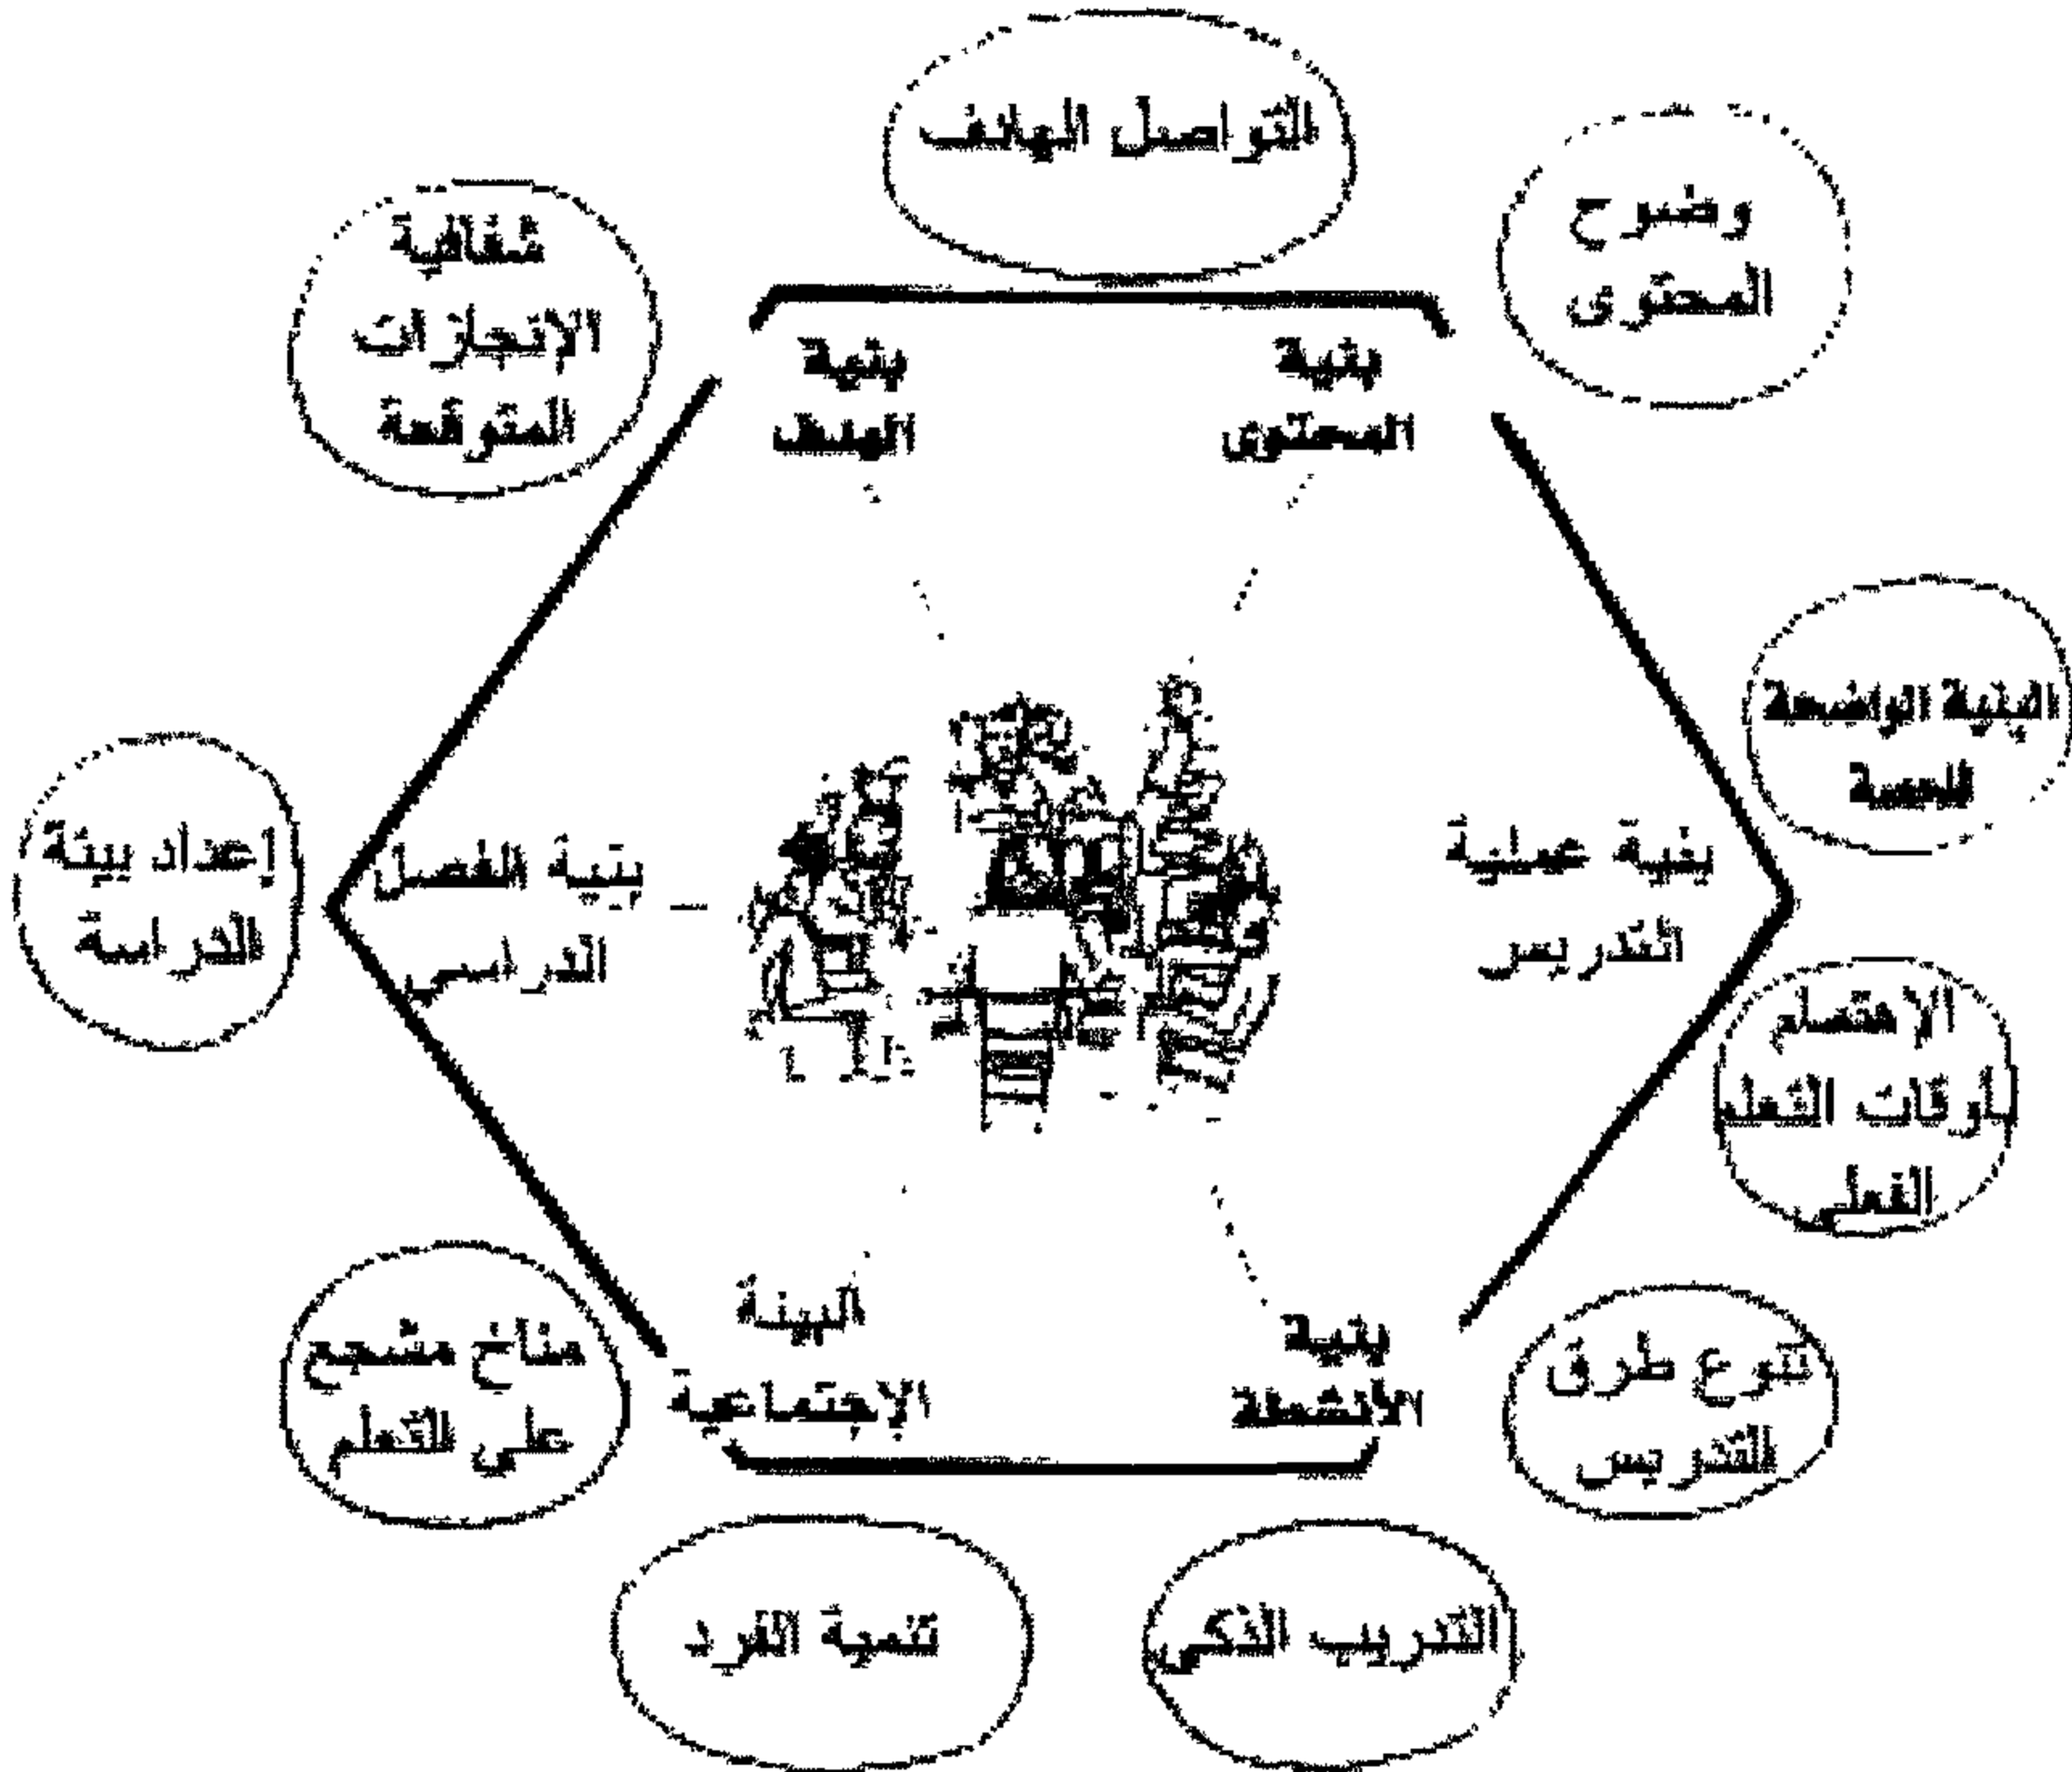 التواصل الهادف
وضوح
المحتوى
شفافية
الإنجازات
المتوقعة
بنية
الهدف
بنية
المحتوى
البنية الواضحة
للحصة
إعداد بيئة
الدراسة
بنية الفصل
الدراسي
بنية عملية
التدريس
الاهتمام
بأوقات التعلم
الفعلي
البيئة
الاجتماعية
بنية
الأنشطة
مناخ مشجع
على التعلم
تنوع طرق
التدريس
تنمية الفرد
التدريب الذكي